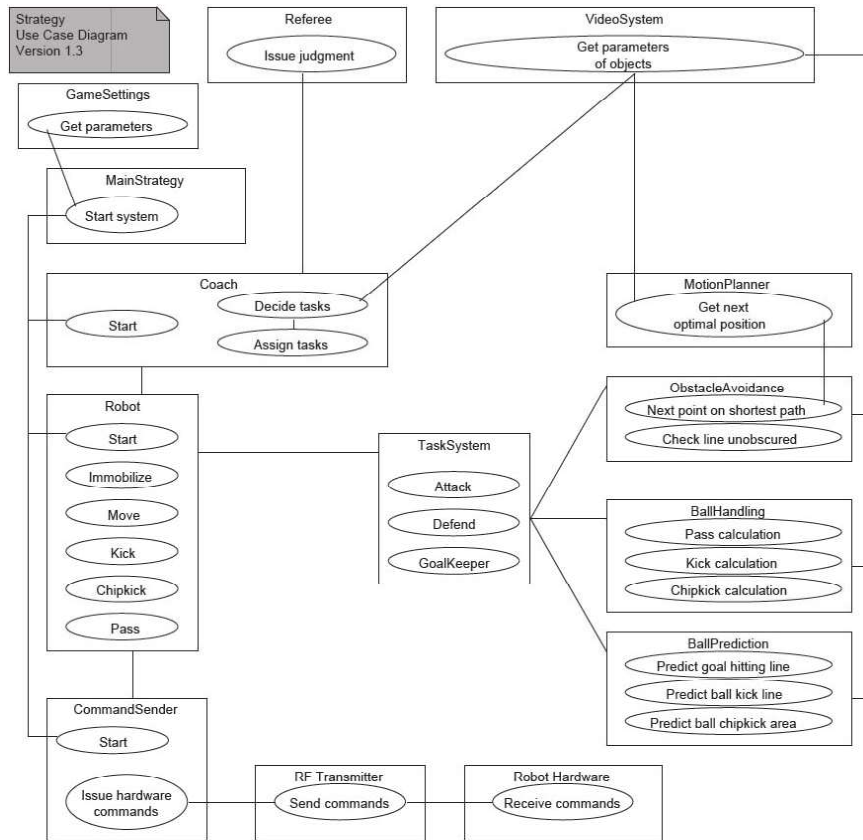 Strategy
Use Case Diagram
Version 1.3
Referee
Issue judgment
VideoSystem
Get parameters
of objects
GameSettings
Get parameters
MainStrategy
Start system
Coach
Decide tasks
Start
Assign tasks
MotionPlanner
Get next
optimal position
Robot
Start
Immobilize
Move
Kick
Chipkick
Pass
TaskSystem
Attack
Defend
GoalKeeper
ObstacleAvoidance
Next point on shortest path
Check line unobscured
BallHandling
Pass calculation
Kick calculation
Chipkick calculation
BallPrediction
Predict goal hitting line
Predict ball kick line
Predict ball chipkick area
CommandSender
Start
Issue hardware
commands
RF Transmitter
Send commands
Robot Hardware
Receive commands